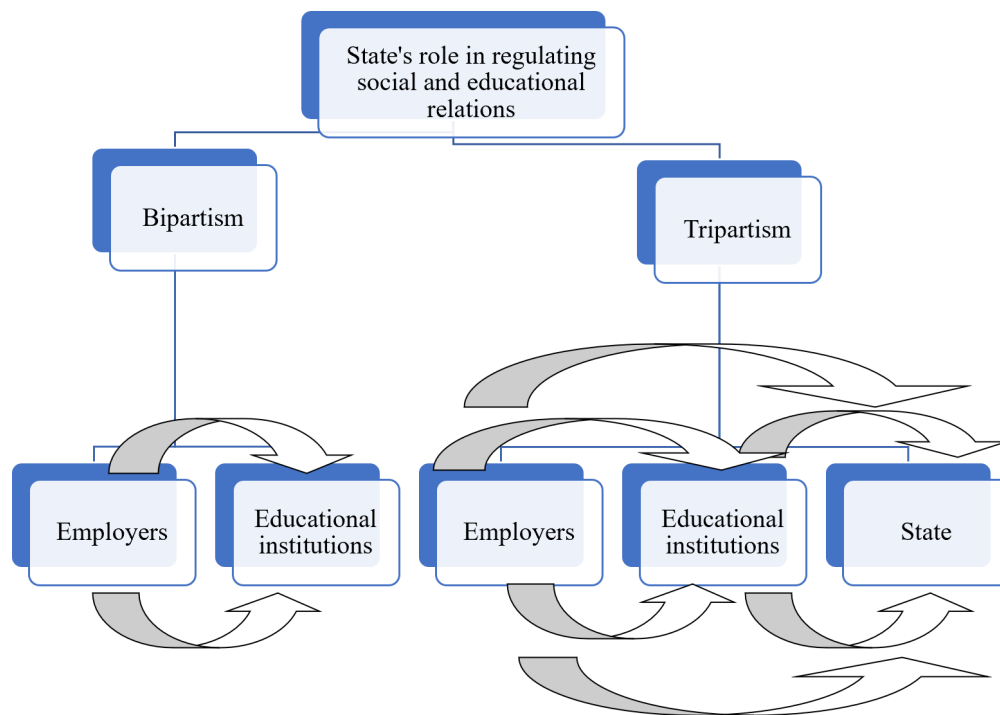 State's role in regulating
social and educational
relations
Bipartism
Tripartism
Employers
Educational
institutions
Employers
Educational
institutions
State